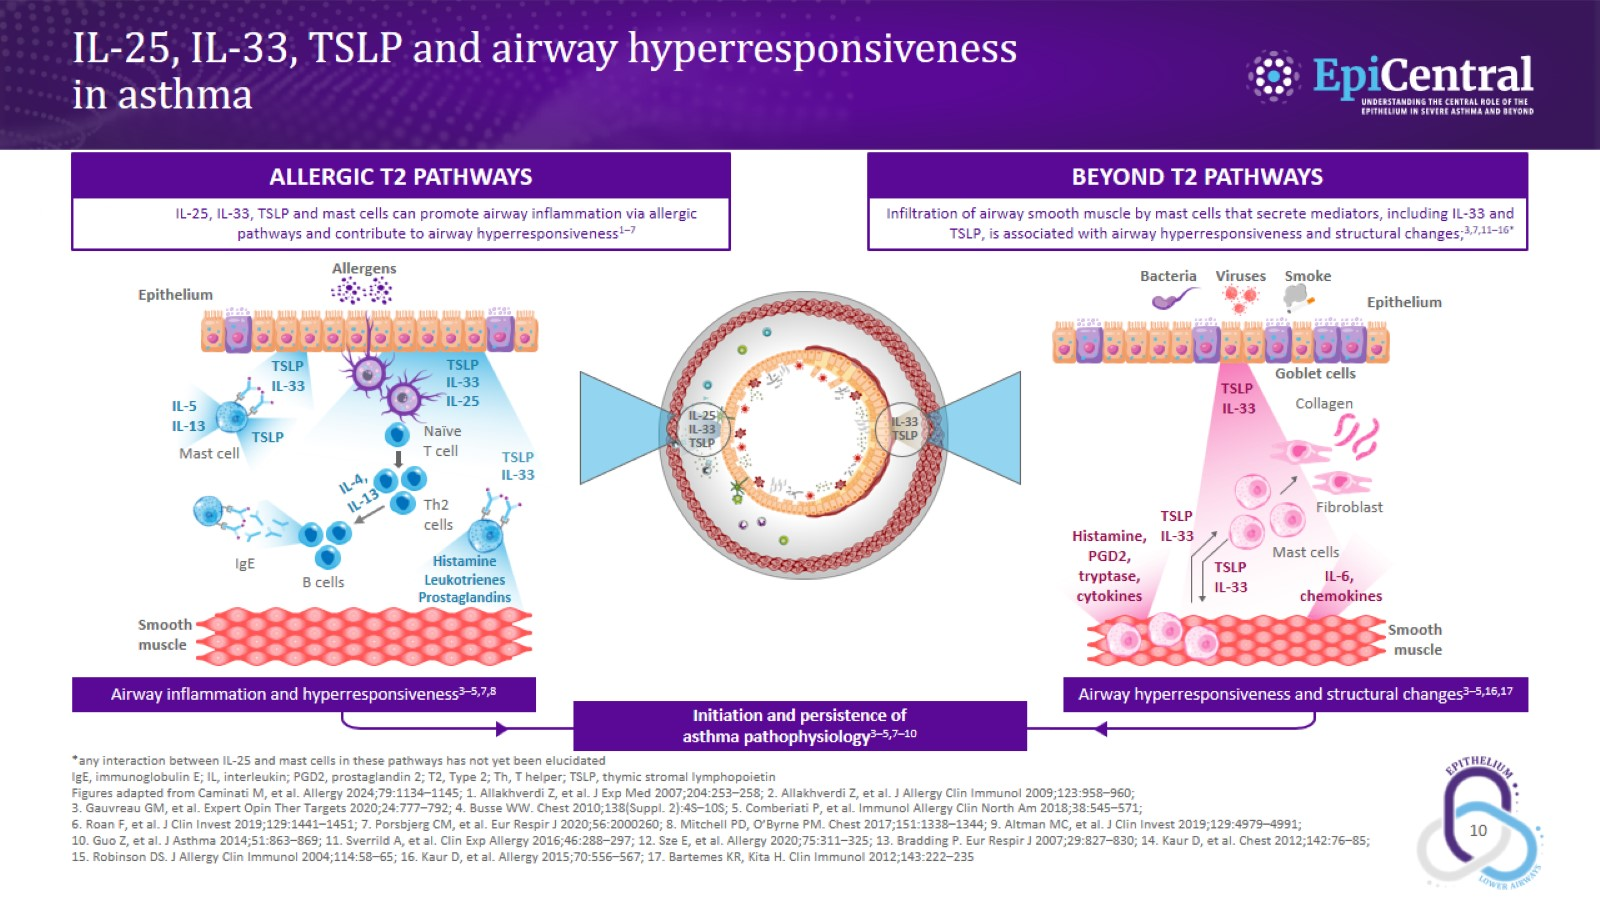 IL-25, IL-33, TSLP and airway hyperresponsiveness
in asthma
EpiCentral
UNDERSTANDING THE CENTRAL ROLE OF THE
EPITHELIUM IN SEVERE ASTHMA AND BEYOND
ALLERGIC T2 PATHWAYS
IL-25, IL-33, TSLP and mast cells can promote airway inflammation via allergic
pathways and contribute to airway hyperresponsiveness1–7
Allergens
Epithelium
TSLP
IL-33
TSLP
IL-33
IL-25
IL-5
IL-13
TSLP
Mast cell
Naïve
T cell
TSLP
IL-33
IL-4,
IL-13
Th2
cells
IgE
B cells
Histamine
Leukotrienes
Prostaglandins
Smooth
muscle
Airway inflammation and hyperresponsiveness3–5,7,8
IL-25
IL-33
TSLP
IL-33
TSLP
BEYOND T2 PATHWAYS
Infiltration of airway smooth muscle by mast cells that secrete mediators, including IL-33 and
TSLP, is associated with airway hyperresponsiveness and structural changes;3,7,11–16*
Bacteria
Viruses
Smoke
Epithelium
Goblet cells
TSLP
IL-33
Collagen
Fibroblast
TSLP
IL-33
Histamine,
PGD2,
tryptase,
cytokines
Mast cells
TSLP
IL-33
IL-6,
chemokines
Smooth
muscle
Airway hyperresponsiveness and structural changes3–5,16,17
Initiation and persistence of
asthma pathophysiology3–5,7–10
*any interaction between IL-25 and mast cells in these pathways has not yet been elucidated
IgE, immunoglobulin E; IL, interleukin; PGD2, prostaglandin 2; T2, Type 2; Th, T helper; TSLP, thymic stromal lymphopoietin
Figures adapted from Caminati M, et al. Allergy 2024;79:1134–1145; 1. Allakhverdi Z, et al. J Exp Med 2007;204:253–258; 2. Allakhverdi Z, et al. J Allergy Clin Immunol 2009;123:958–960;
3. Gauvreau GM, et al. Expert Opin Ther Targets 2020;24:777–792; 4. Busse WW. Chest 2010;138(Suppl. 2):4S–10S; 5. Comberiati P, et al. Immunol Allergy Clin North Am 2018;38:545–571;
6. Roan F, et al. J Clin Invest 2019;129:1441–1451; 7. Porsbjerg CM, et al. Eur Respir J 2020;56:2000260; 8. Mitchell PD, O'Byrne PM. Chest 2017;151:1338–1344; 9. Altman MC, et al. J Clin Invest 2019;129:4979–4991;
10. Guo Z, et al. J Asthma 2014;51:863–869; 11. Sverrild A, et al. Clin Exp Allergy 2016;46:288–297; 12. Sze E, et al. Allergy 2020;75:311–325; 13. Bradding P. Eur Respir J 2007;29:827–830; 14. Kaur D, et al. Chest 2012;142:76–85;
15. Robinson DS. J Allergy Clin Immunol 2004;114:58–65; 16. Kaur D, et al. Allergy 2015;70:556–567; 17. Bartemes KR, Kita H. Clin Immunol 2012;143:222–235
EPITHELIUM
10
LOWER AIRWAYS